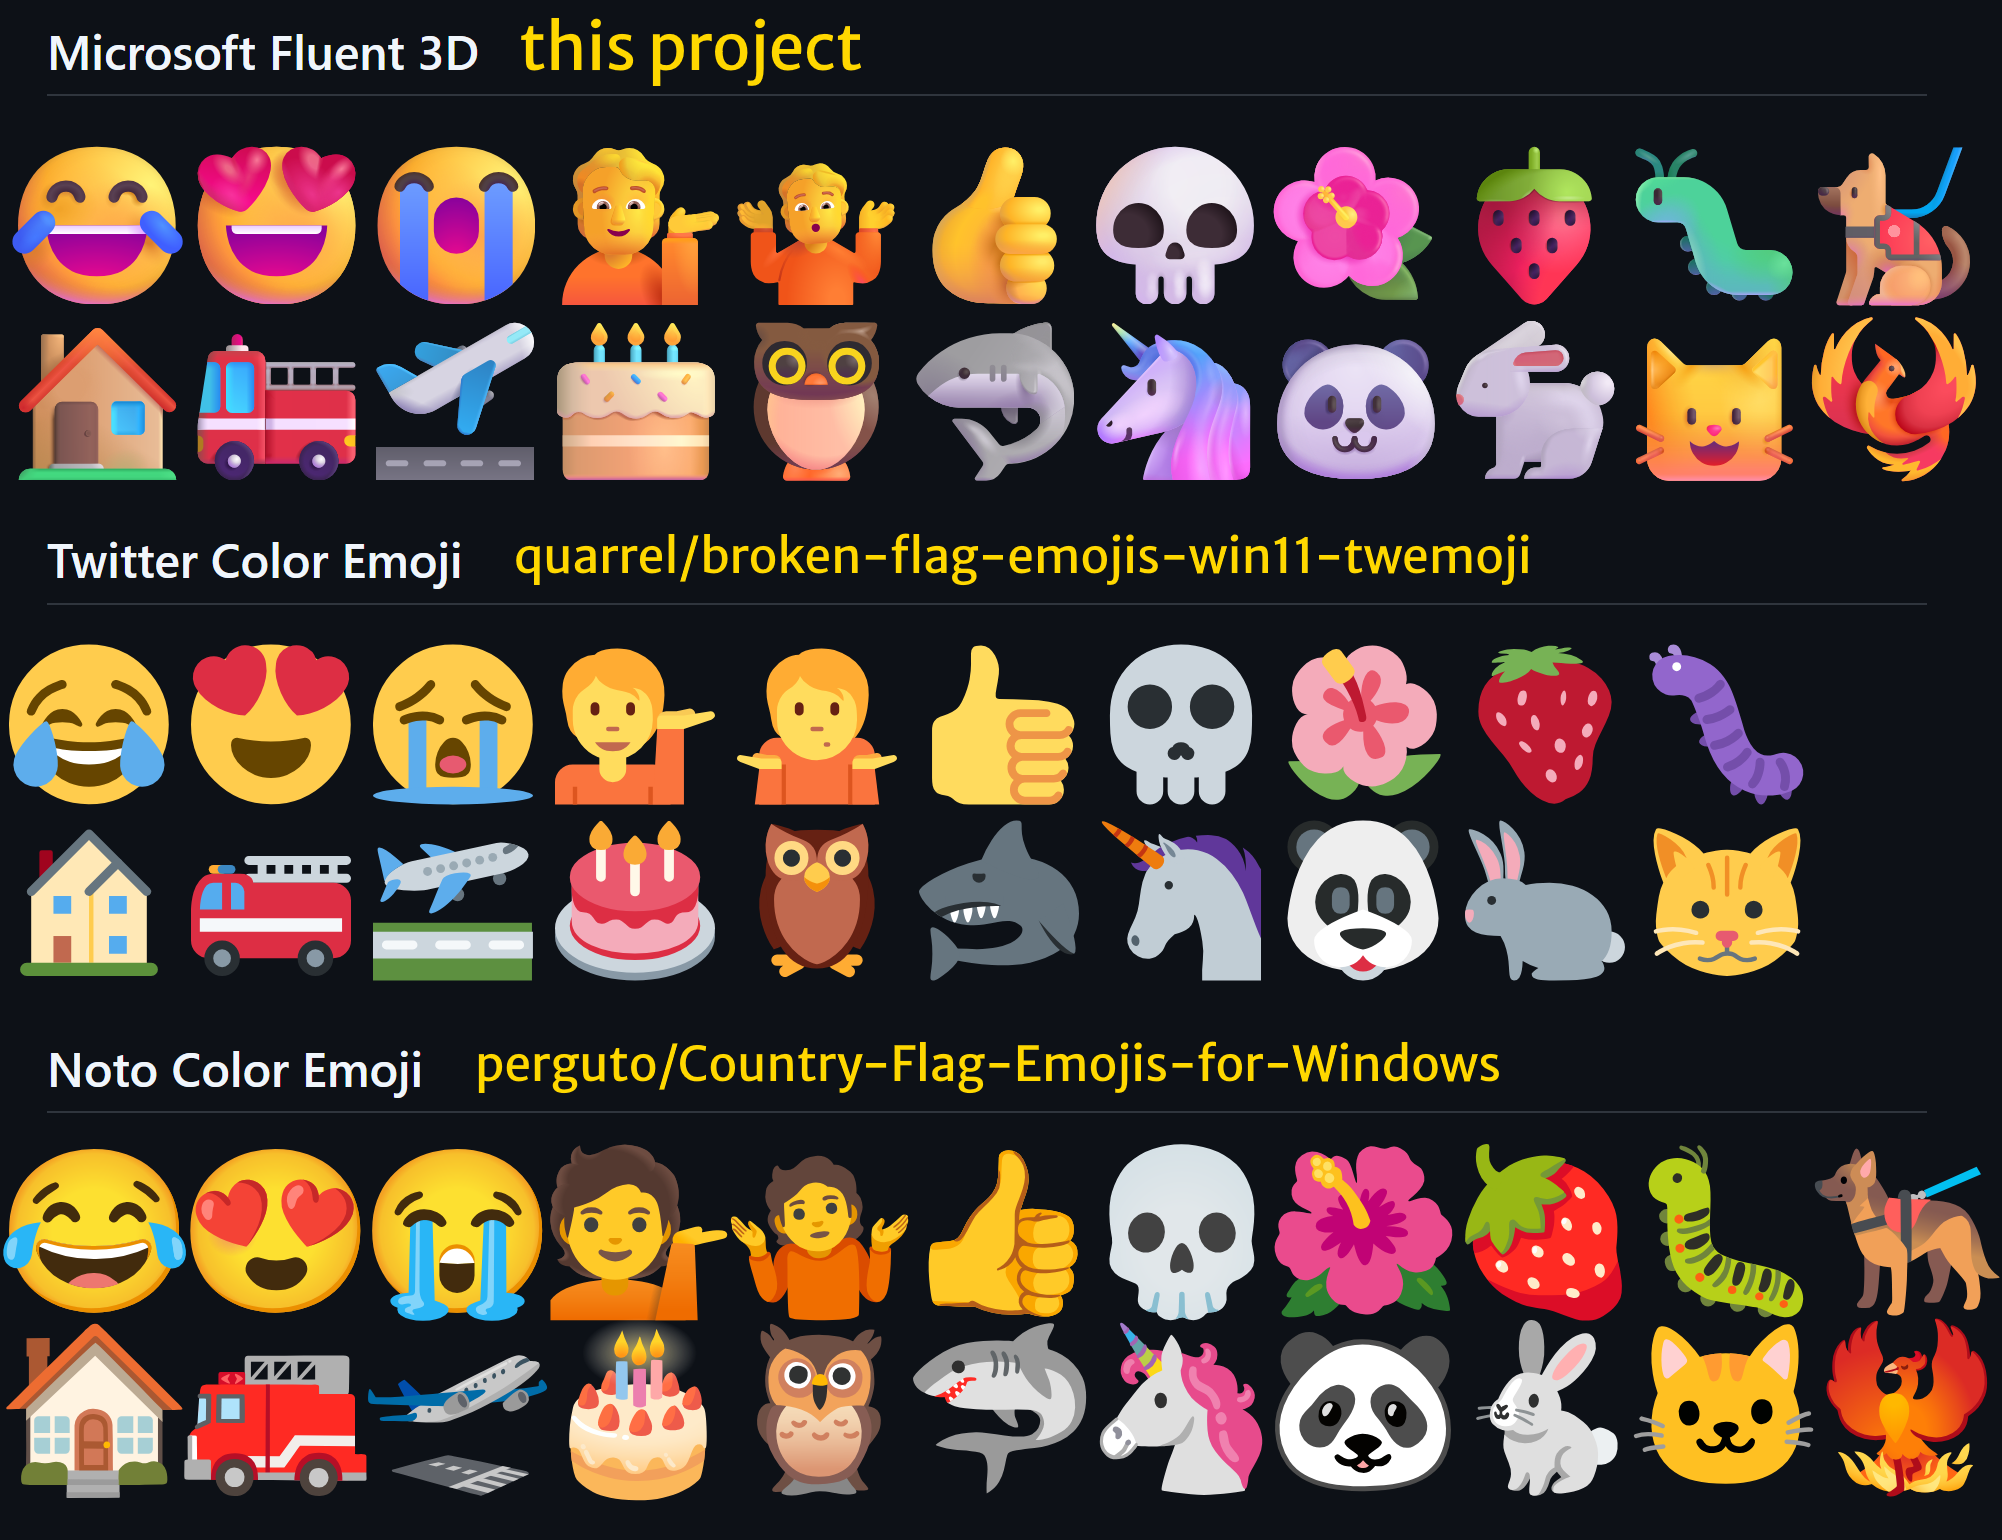 Microsoft Fluent 3D this project
Twitter Color Emoji quarrel/broken-flag-emojis-win11-twemoji
Noto Color Emoji perguto/Country-Flag-Emojis-for-Windows